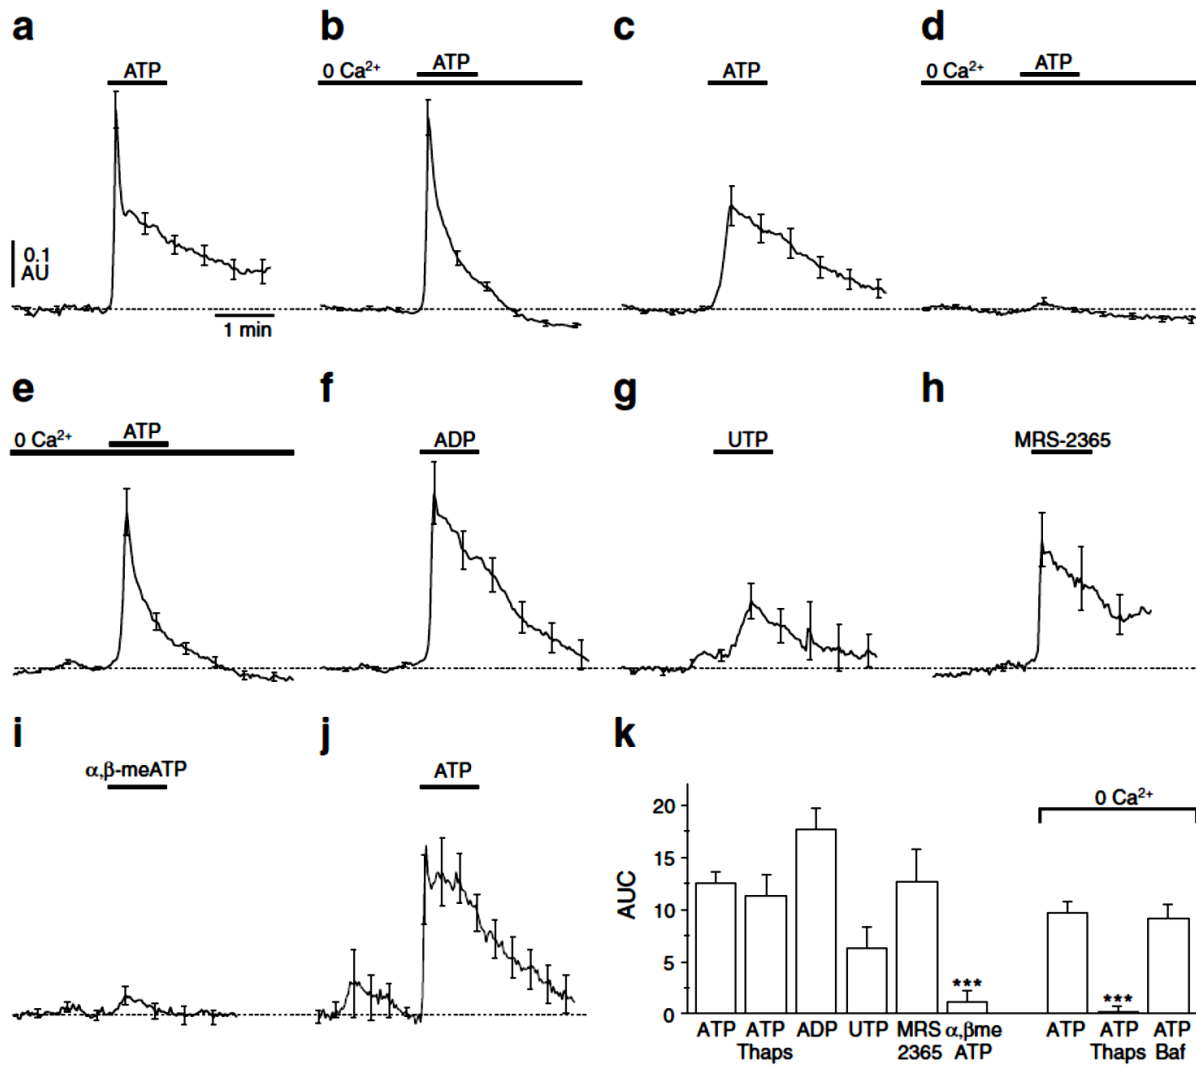 a
b
c
d
ATP
0 Ca²⁺
ATP
ATP
0 Ca²⁺
ATP
0.1
AU
1 min
e
f
g
h
0 Ca²⁺
ATP
ADP
UTP
MRS-2365
i
j
k
α,β-meATP
ATP
0 Ca²⁺
AUC
20
15
10
5
0
***
***
ATP ATP ADP UTP MRS α,βme ATP ATP ATP
Thaps 2365 ATP Thaps Baf